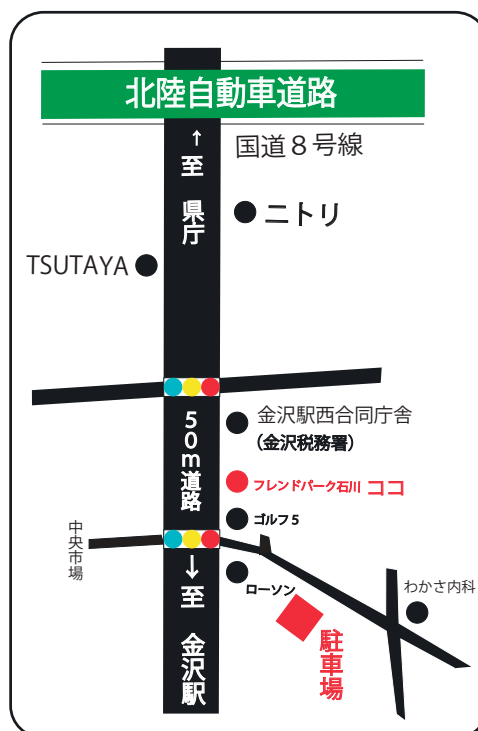 北陸自動車道路
国道８号線
↑至 県庁
ニトリ
TSUTAYA
金沢駅西合同庁舎
(金沢税務署)
50m道路
フレンドパーク石川 ココ
ゴルフ5
中央市場
ローソン
↓至 金沢駅
わかさ内科
駐車場